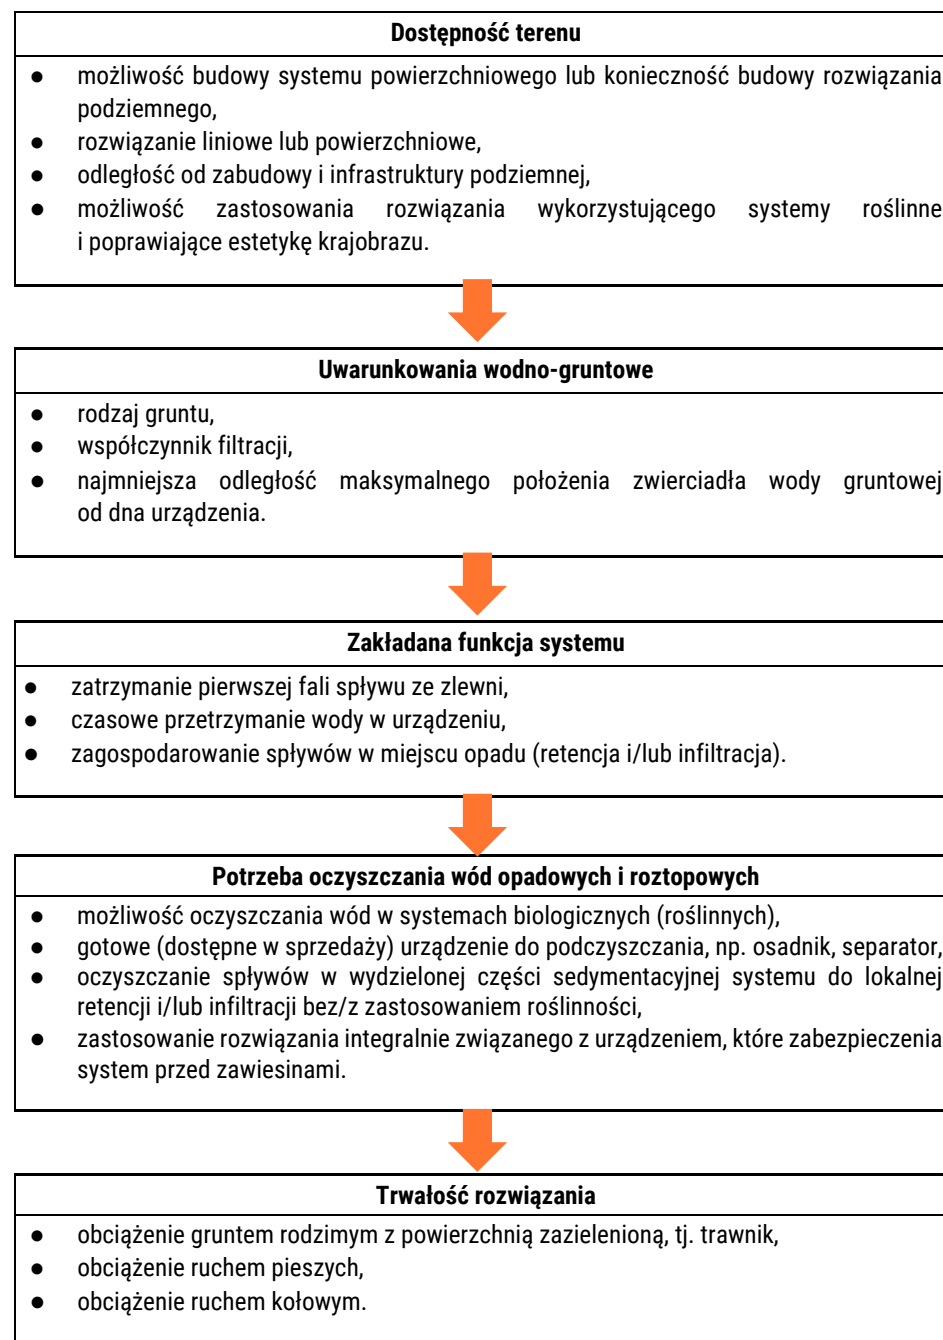 Dostępność terenu
● możliwość budowy systemu powierzchniowego lub konieczność budowy rozwiązania
podziemnego,
● rozwiązanie liniowe lub powierzchniowe,
● odległość od zabudowy i infrastruktury podziemnej,
● możliwość zastosowania rozwiązania wykorzystującego systemy roślinne
i poprawiające estetykę krajobrazu.
Uwarunkowania wodno-gruntowe
● rodzaj gruntu,
● współczynnik filtracji,
● najmniejsza odległość maksymalnego położenia zwierciadła wody gruntowej
od dna urządzenia.
Zakładana funkcja systemu
● zatrzymanie pierwszej fali spływu ze zlewni,
● czasowe przetrzymanie wody w urządzeniu,
● zagospodarowanie spływów w miejscu opadu (retencja i/lub infiltracja).
Potrzeba oczyszczania wód opadowych i roztopowych
● możliwość oczyszczania wód w systemach biologicznych (roślinnych),
● gotowe (dostępne w sprzedaży) urządzenie do podczyszczania, np. osadnik, separator,
● oczyszczanie spływów w wydzielonej części sedymentacyjnej systemu do lokalnej
retencji i/lub infiltracji bez/z zastosowaniem roślinności,
● zastosowanie rozwiązania integralnie związanego z urządzeniem, które zabezpieczenia
system przed zawiesinami.
Trwałość rozwiązania
● obciążenie gruntem rodzimym z powierzchnią zazielenioną, tj. trawnik,
● obciążenie ruchem pieszych,
● obciążenie ruchem kołowym.